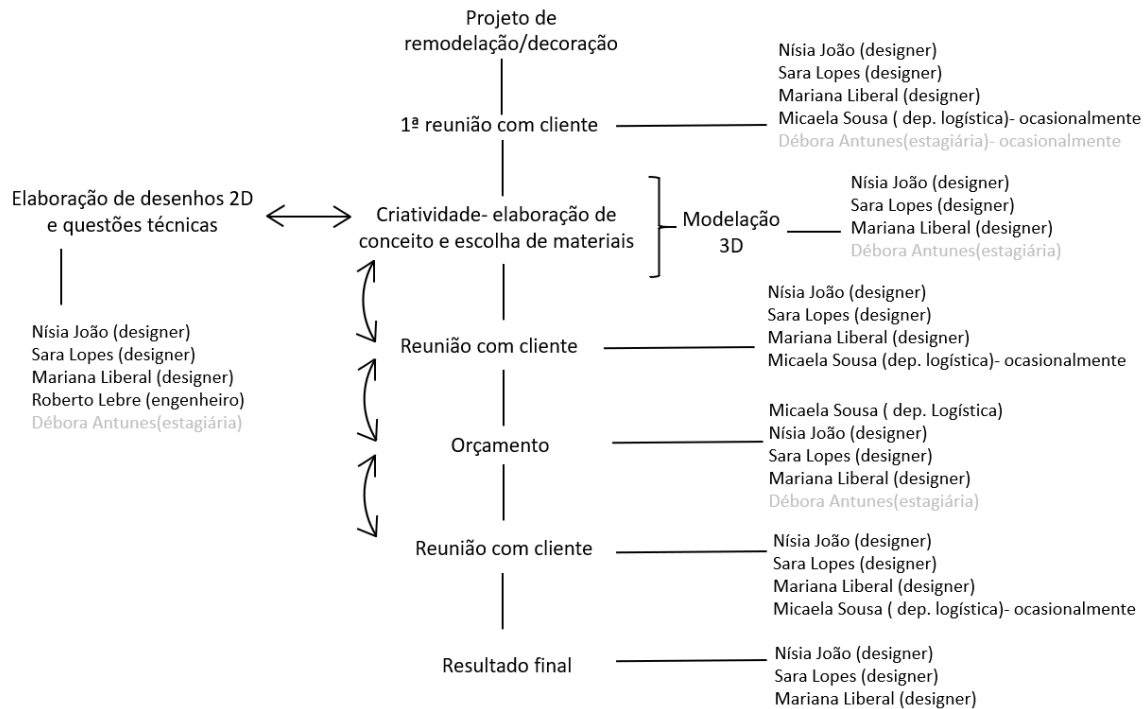 Projeto de
remodelação/decoração
1ª reunião com cliente
Nísia João (designer)
Sara Lopes (designer)
Mariana Liberal (designer)
Micaela Sousa ( dep. logística)- ocasionalmente
Débora Antunes(estagiária)- ocasionalmente
Elaboração de desenhos 2D
e questões técnicas
Nísia João (designer)
Sara Lopes (designer)
Mariana Liberal (designer)
Roberto Lebre (engenheiro)
Débora Antunes(estagiária)
Criatividade- elaboração de
conceito e escolha de materiais
Modelação
3D
Nísia João (designer)
Sara Lopes (designer)
Mariana Liberal (designer)
Débora Antunes(estagiária)
Reunião com cliente
Nísia João (designer)
Sara Lopes (designer)
Mariana Liberal (designer)
Micaela Sousa (dep. logística)- ocasionalmente
Orçamento
Micaela Sousa ( dep. Logística)
Nísia João (designer)
Sara Lopes (designer)
Mariana Liberal (designer)
Débora Antunes(estagiária)
Reunião com cliente
Nísia João (designer)
Sara Lopes (designer)
Mariana Liberal (designer)
Micaela Sousa ( dep. logística)- ocasionalmente
Resultado final
Nísia João (designer)
Sara Lopes (designer)
Mariana Liberal (designer)